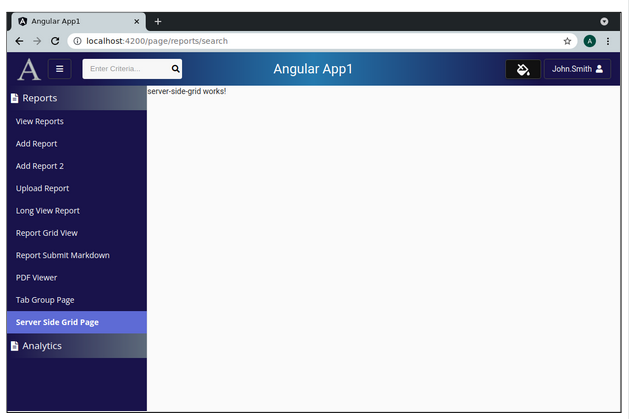 Angular App1
localhost:4200/page/reports/search
A
A
Enter Criteria...
Angular App1
John.Smith
Reports
server-side-grid works!
View Reports
Add Report
Add Report 2
Upload Report
Long View Report
Report Grid View
Report Submit Markdown
PDF Viewer
Tab Group Page
Server Side Grid Page
Analytics